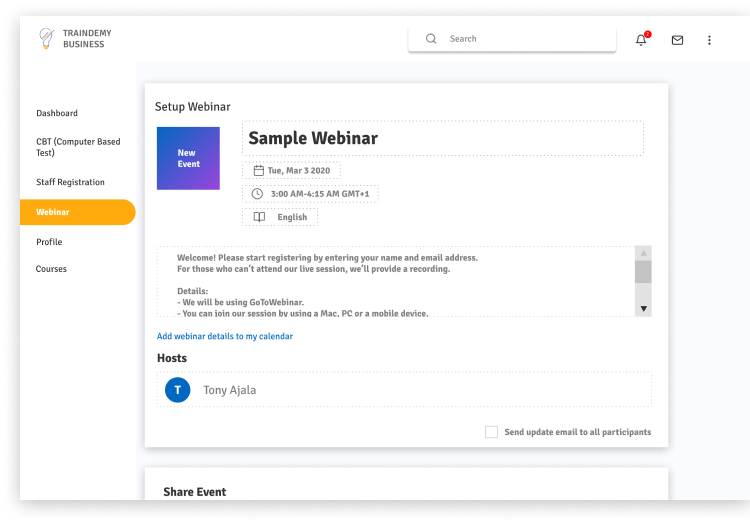 TRAINDEMY
BUSINESS
Search
2
Dashboard
CBT (Computer Based
Test)
Staff Registration
Webinar
Profile
Courses
Setup Webinar
New
Event
Sample Webinar
Tue, Mar 3 2020
3:00 AM-4:15 AM GMT+1
English
Welcome! Please start registering by entering your name and email address.
For those who can't attend our live session, we'll provide a recording.
Details:
- We will be using GoToWebinar.
- You can join our session by using a Mac, PC or a mobile device.
Add webinar details to my calendar
Hosts
T
Tony Ajala
Send update email to all participants
Share Event